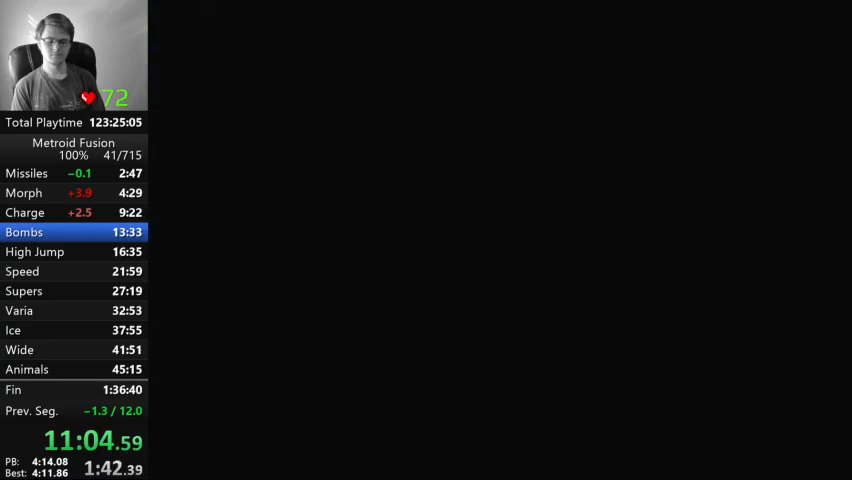 72
Total Playtime 123:25:05
Metroid Fusion
100% 41/715
Missiles −0.1 2:47
Morph +3.9 4:29
Charge +2.5 9:22
Bombs 13:33
High Jump 16:35
Speed 21:59
Supers 27:19
Varia 32:53
Ice 37:55
Wide 41:51
Animals 45:15
Fin 1:36:40
Prev. Seg. −1.3 / 12.0
11:04.59
PB: 4:14.08
Best: 4:11.86 1:42.39